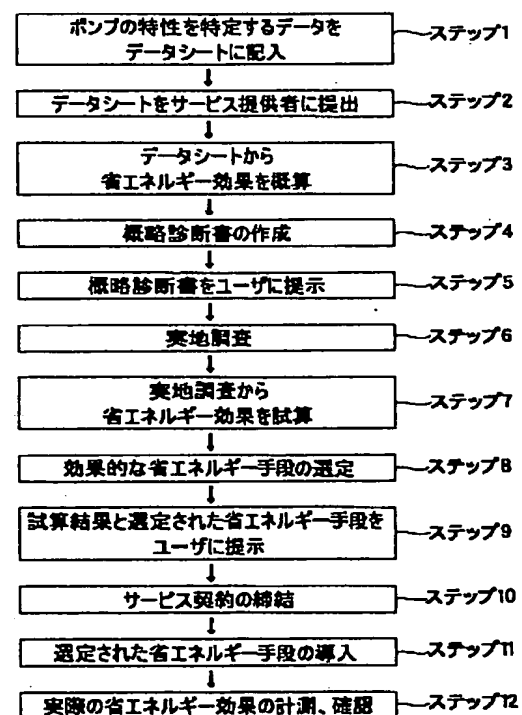 ポンプの特性を特定するデータを
データシートに記入
ステップ1
データシートをサービス提供者に提出
ステップ2
データシートから
省エネルギー効果を概算
ステップ3
概略診断書の作成
ステップ4
概略診断書をユーザに提示
ステップ5
実地調査
ステップ6
実地調査から
省エネルギー効果を試算
ステップ7
効果的な省エネルギー手段の選定
ステップ8
試算結果と選定された省エネルギー手段を
ユーザに提示
ステップ9
サービス契約の締結
ステップ10
選定された省エネルギー手段の導入
ステップ11
実際の省エネルギー効果の計測、確認
ステップ12